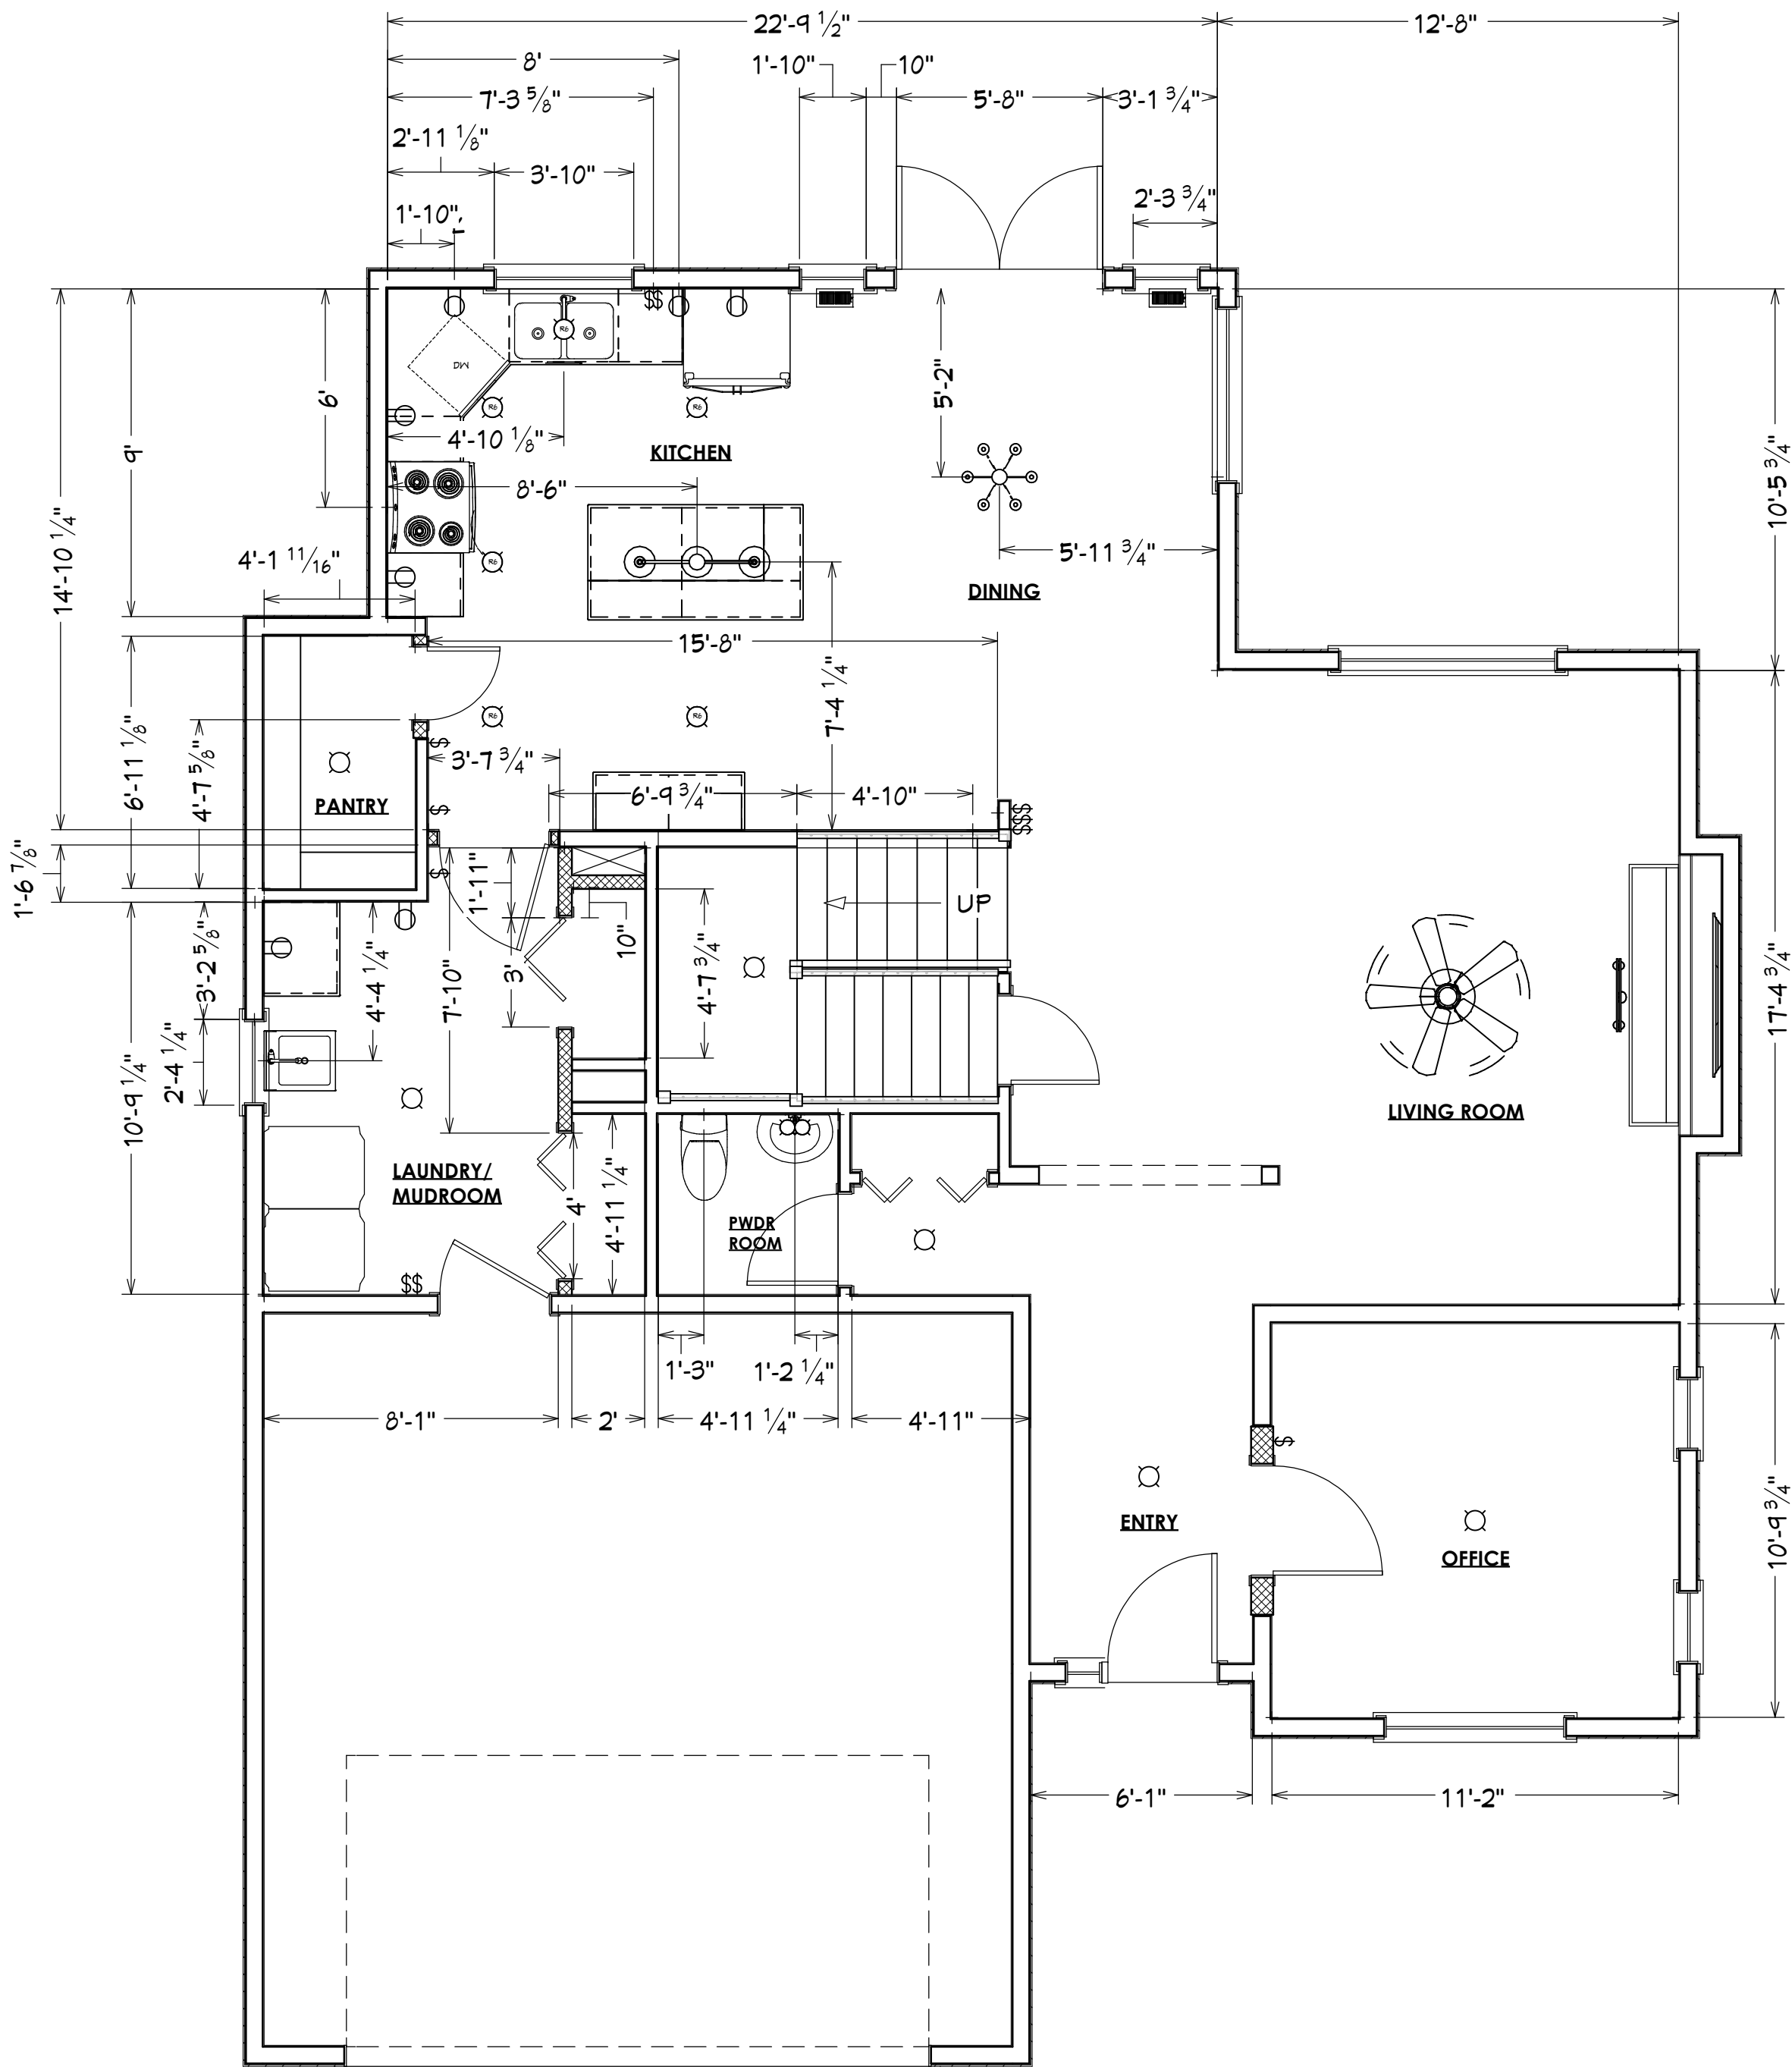 22'-9 ½" 12'-8"
8' 1'-10" 10"
7'-3 ⅝" 5'-8" 3'-1 ¾"
2'-11 ⅛"
3'-10"
2'-3 ¾"
1'-10"
$$
R6
DW
6' 5'-2"
R6 R6
4'-10 ⅛"
KITCHEN
9'
8'-6"
10'-5 ¾"
14'-10 ¼"
4'-1 11/16" R6 5'-11 ¾"
DINING
15'-8"
7'-4 ¼"
R6 R6
6'-11 ⅛" 4'-7 ⅝" $
3'-7 ¾"
PANTRY $ 6'-9 ¾" 4'-10"
$$$
1'-6 ⅞" $ 1'-11"
UP
10"
3'-2 ⅝" 4'-4 ¼" 7'-10" 3' 4'-7 ¾"
17'-4 ¾"
10'-9 ¼" 2'-4 ¼"
LIVING ROOM
LAUNDRY/
MUDROOM
4' 4'-11 ¼"
PWDR
ROOM
$$
1'-3" 1'-2 ¼"
8'-1" 2' 4'-11 ¼" 4'-11"
$
ENTRY
10'-9 ¾"
OFFICE
6'-1" 11'-2"